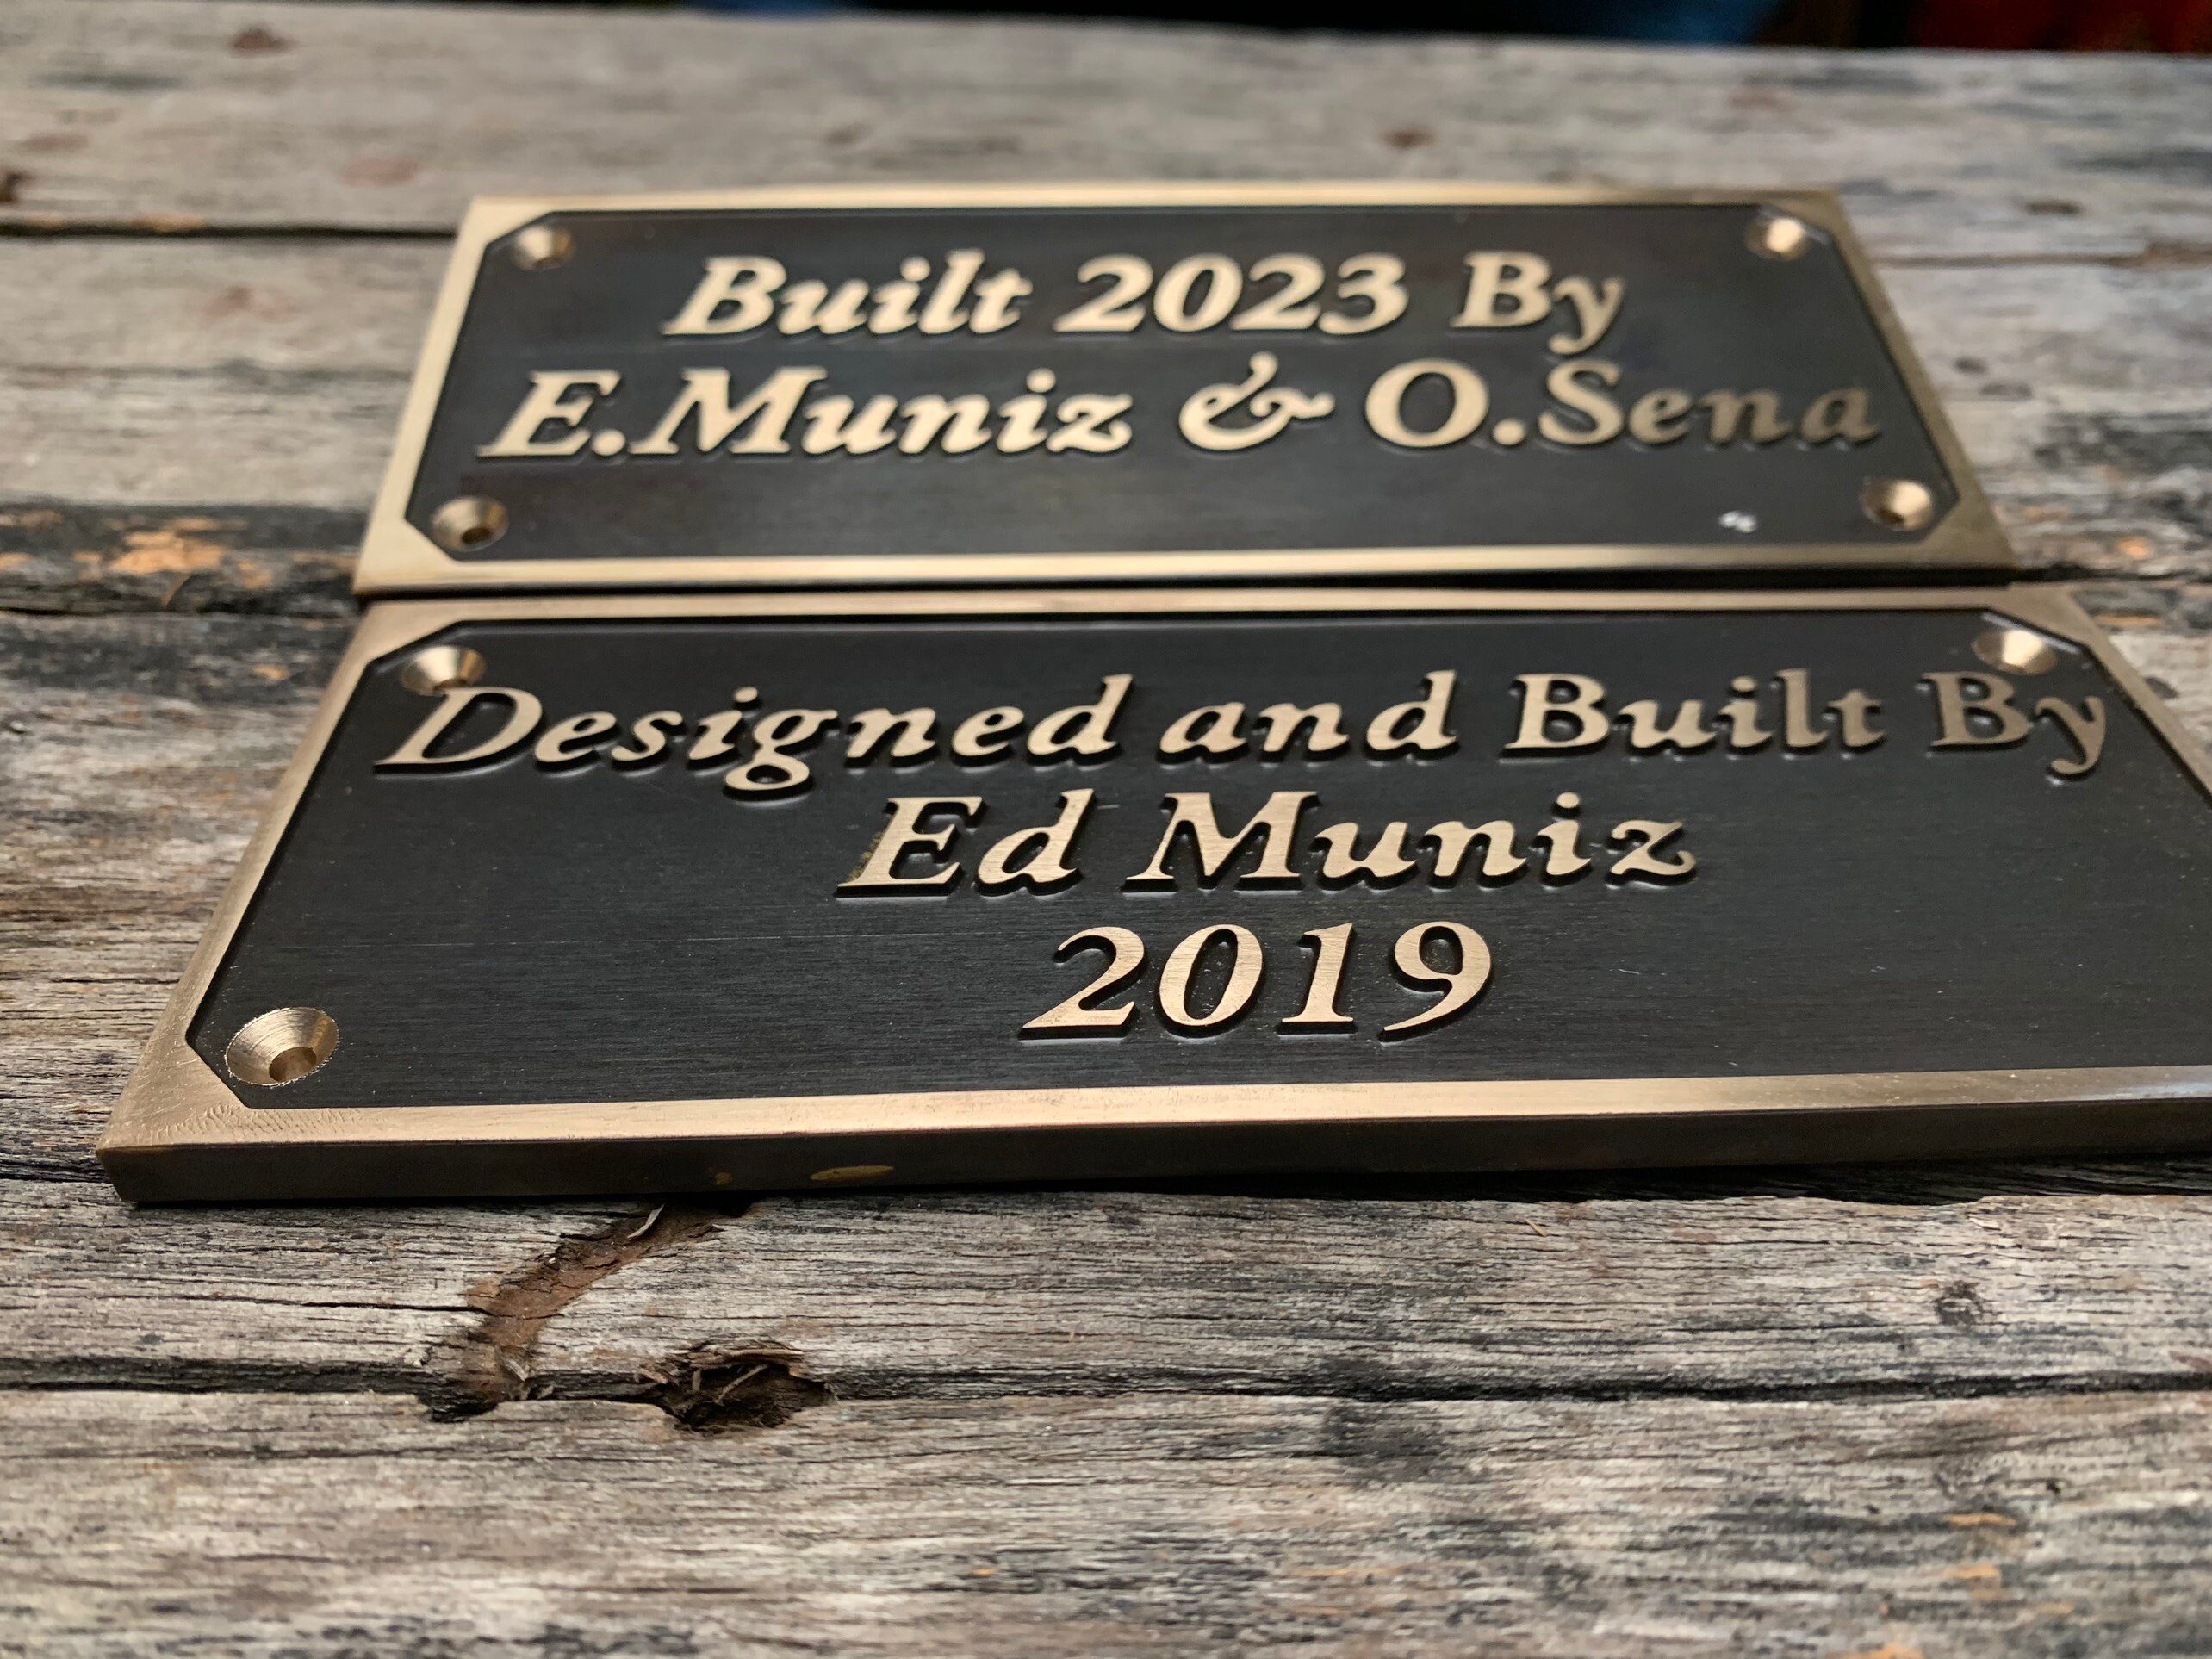 Built 2023 By
E.Muniz & O.Sena
Designed and Built By
Ed Muniz
2019